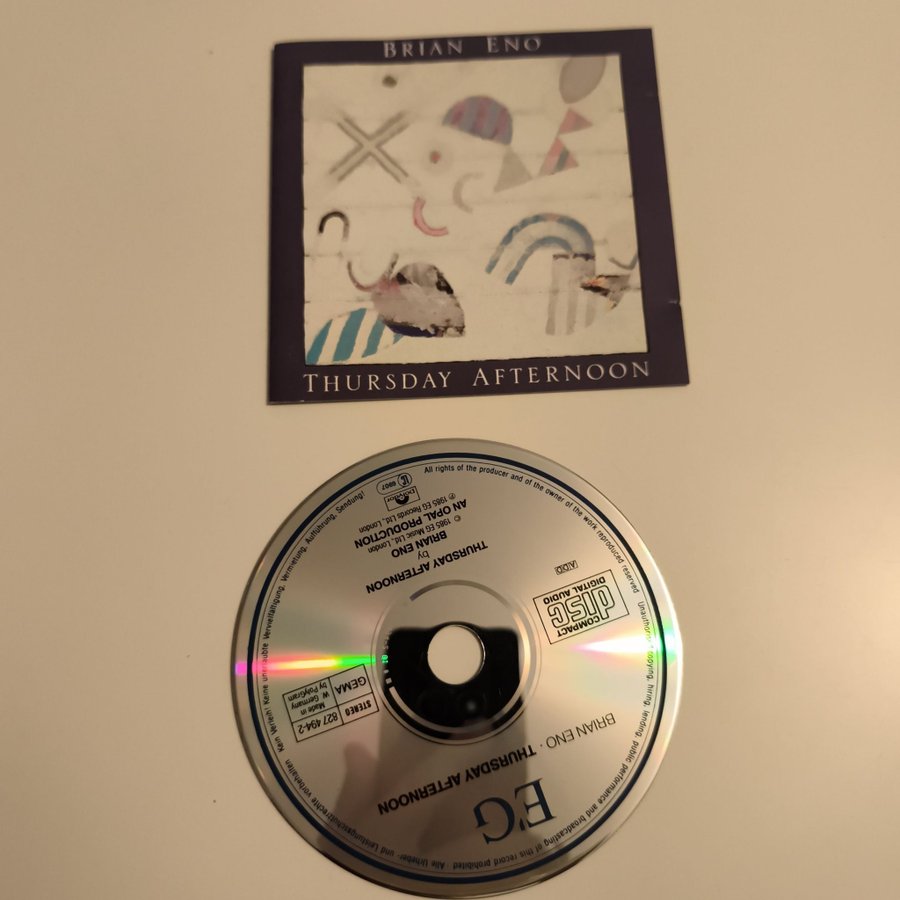 BRIAN ENO
THURSDAY AFTERNOON
EG
BRIAN ENO · THURSDAY AFTERNOON
STEREO
827 494-2
GEMA
Made in
W. Germany
by PolyGram
COMPACT
disc
DIGITAL AUDIO
ADD
THURSDAY AFTERNOON
by
BRIAN ENO
© 1985 EG Music Ltd., London
AN OPAL PRODUCTION
℗ 1985 EG Records Ltd., London
polydor
LC
6907
All rights of the producer and of the owner of the work reproduced reserved · Unauthorized copying, hiring, lending, public performance and broadcasting of this record prohibited · Alle Urheber- und Leistungsschutzrechte vorbehalten · Kein Verleih! Keine unerlaubte Vervielfältigung, Vermietung, Aufführung, Sendung!